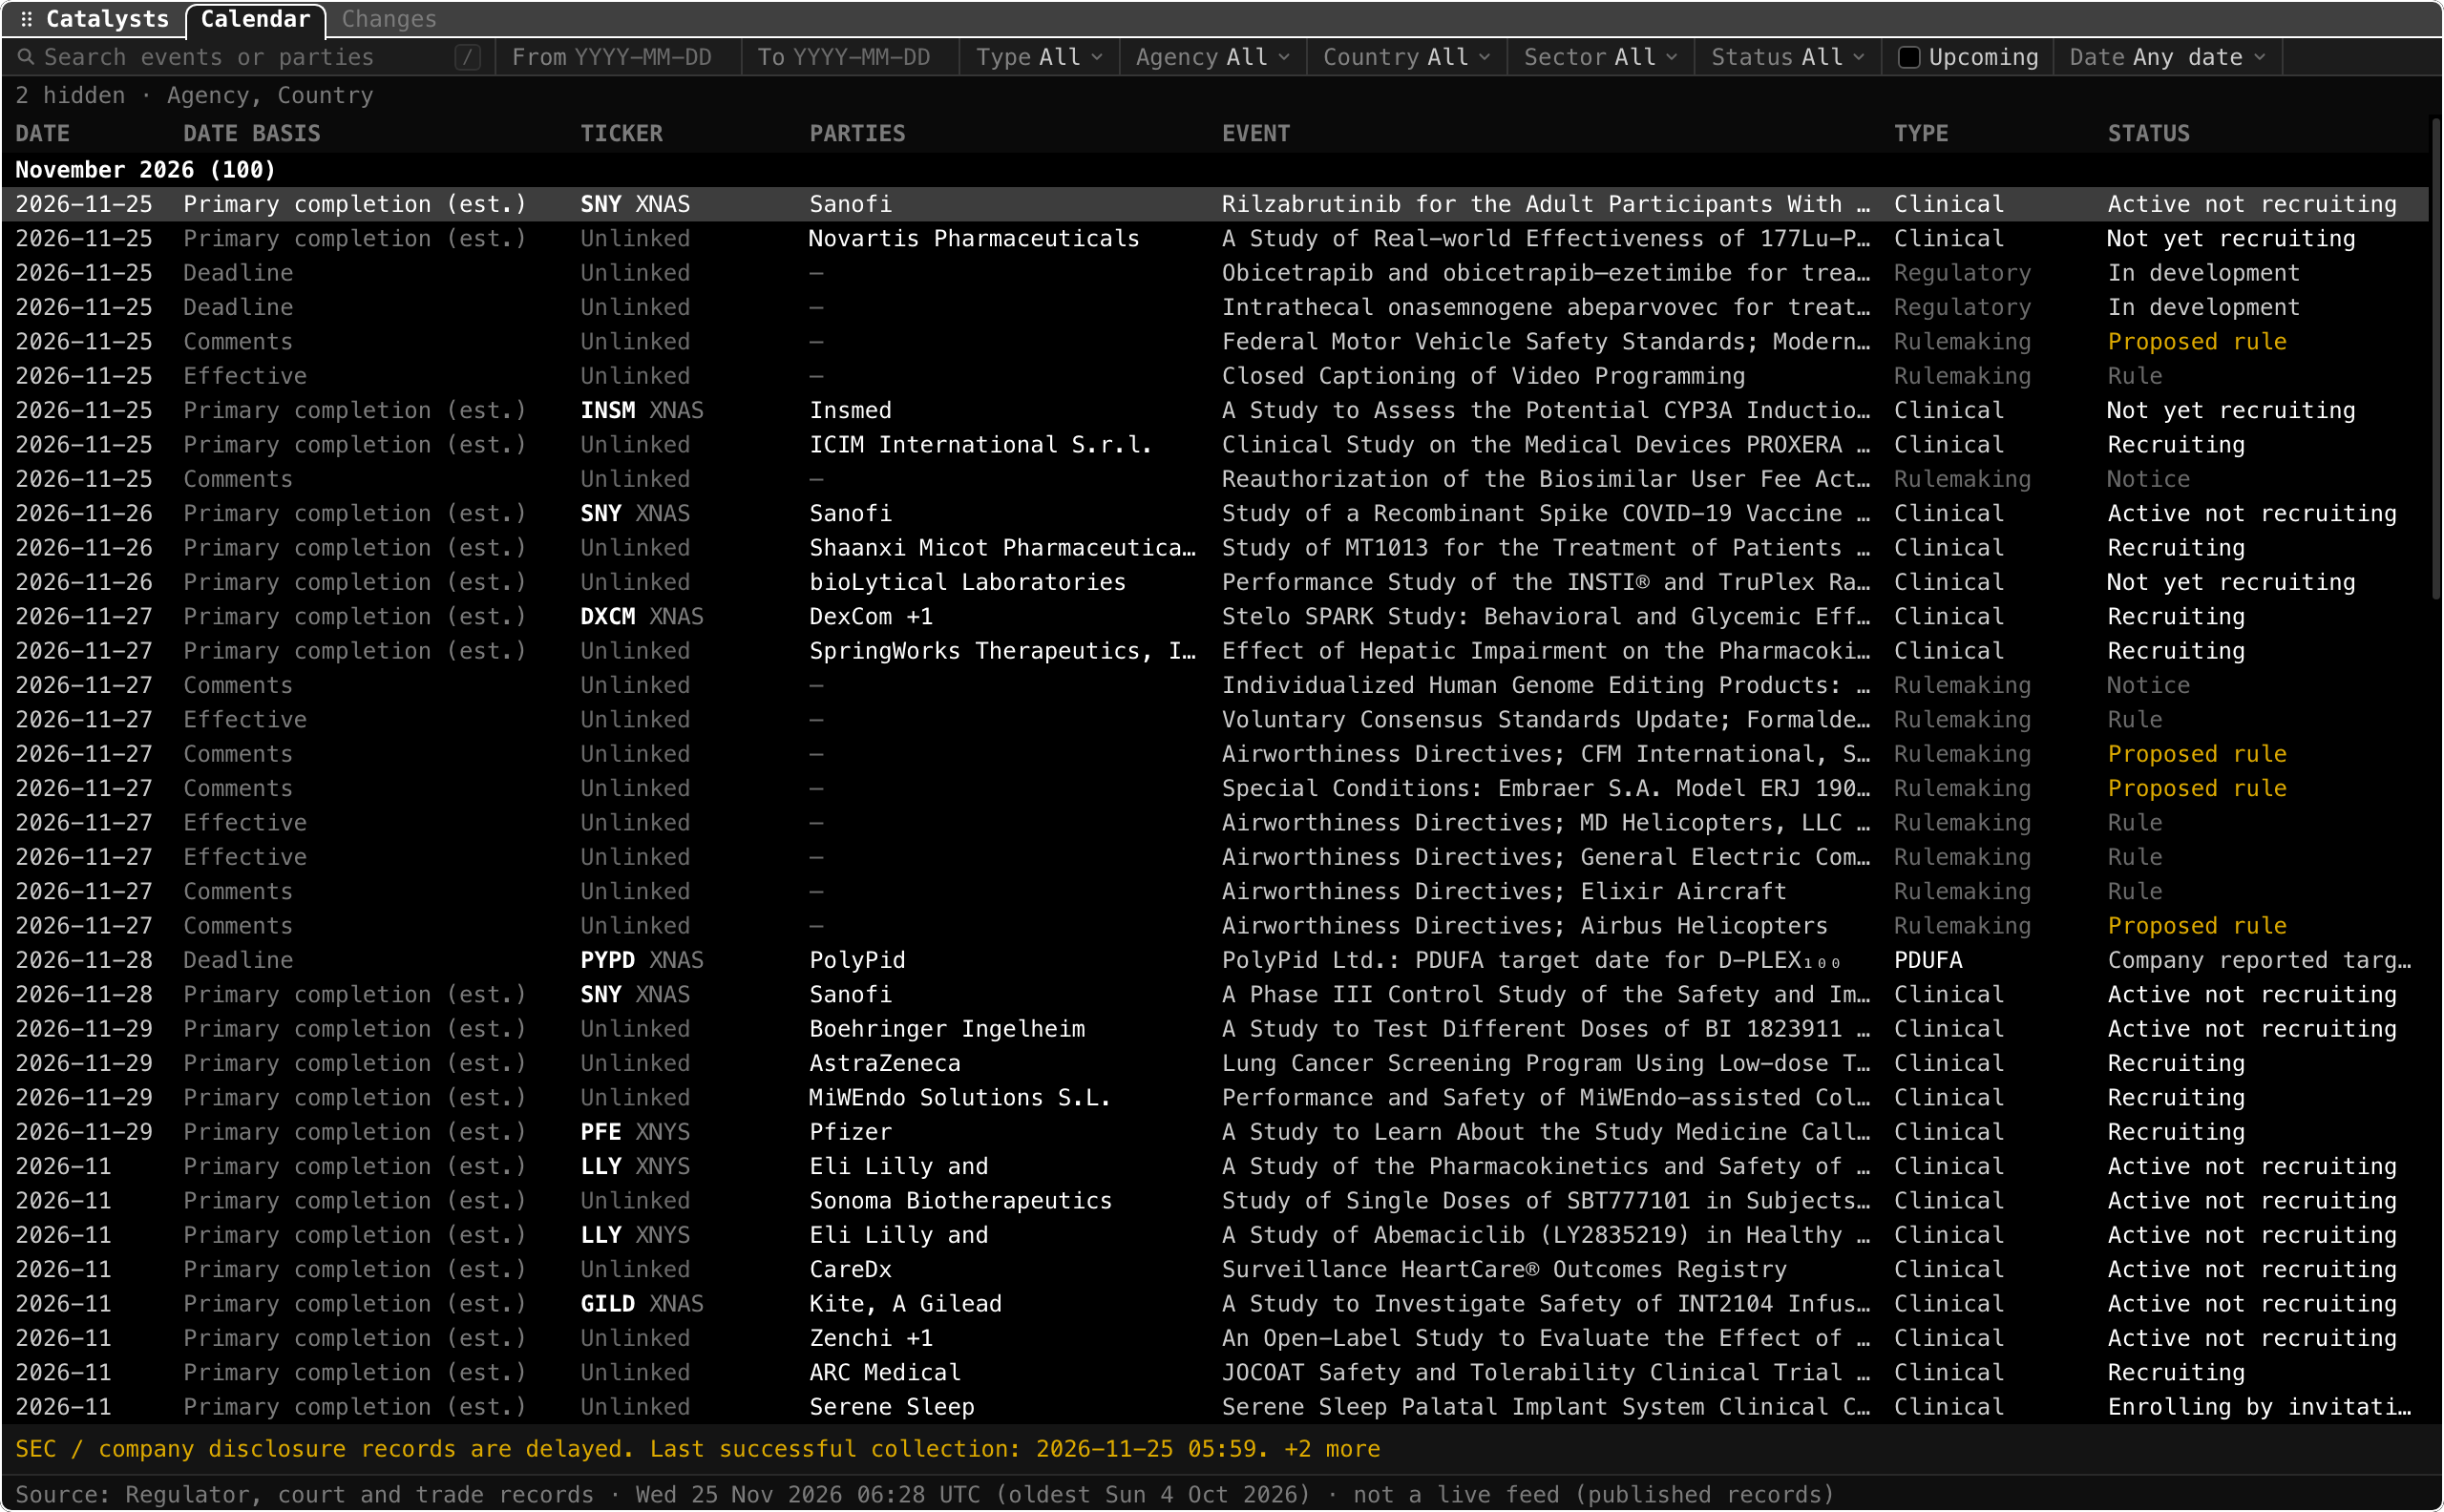 Catalysts Calendar Changes
Search events or parties / From YYYY-MM-DD To YYYY-MM-DD Type All Agency All Country All Sector All Status All Upcoming Date Any date
2 hidden · Agency, Country
DATE DATE BASIS TICKER PARTIES EVENT TYPE STATUS
November 2026 (100)
2026-11-25 Primary completion (est.) SNY XNAS Sanofi Rilzabrutinib for the Adult Participants With … Clinical Active not recruiting
2026-11-25 Primary completion (est.) Unlinked Novartis Pharmaceuticals A Study of Real-world Effectiveness of 177Lu-P… Clinical Not yet recruiting
2026-11-25 Deadline Unlinked — Obicetrapib and obicetrapib–ezetimibe for trea… Regulatory In development
2026-11-25 Deadline Unlinked — Intrathecal onasemnogene abeparvovec for treat… Regulatory In development
2026-11-25 Comments Unlinked — Federal Motor Vehicle Safety Standards; Modern… Rulemaking Proposed rule
2026-11-25 Effective Unlinked — Closed Captioning of Video Programming Rulemaking Rule
2026-11-25 Primary completion (est.) INSM XNAS Insmed A Study to Assess the Potential CYP3A Inductio… Clinical Not yet recruiting
2026-11-25 Primary completion (est.) Unlinked ICIM International S.r.l. Clinical Study on the Medical Devices PROXERA … Clinical Recruiting
2026-11-25 Comments Unlinked — Reauthorization of the Biosimilar User Fee Act… Rulemaking Notice
2026-11-26 Primary completion (est.) SNY XNAS Sanofi Study of a Recombinant Spike COVID-19 Vaccine … Clinical Active not recruiting
2026-11-26 Primary completion (est.) Unlinked Shaanxi Micot Pharmaceutica… Study of MT1013 for the Treatment of Patients … Clinical Recruiting
2026-11-26 Primary completion (est.) Unlinked bioLytical Laboratories Performance Study of the INSTI® and TruPlex Ra… Clinical Not yet recruiting
2026-11-27 Primary completion (est.) DXCM XNAS DexCom +1 Stelo SPARK Study: Behavioral and Glycemic Eff… Clinical Recruiting
2026-11-27 Primary completion (est.) Unlinked SpringWorks Therapeutics, I… Effect of Hepatic Impairment on the Pharmacoki… Clinical Recruiting
2026-11-27 Comments Unlinked — Individualized Human Genome Editing Products: … Rulemaking Notice
2026-11-27 Effective Unlinked — Voluntary Consensus Standards Update; Formalde… Rulemaking Rule
2026-11-27 Comments Unlinked — Airworthiness Directives; CFM International, S… Rulemaking Proposed rule
2026-11-27 Comments Unlinked — Special Conditions: Embraer S.A. Model ERJ 190… Rulemaking Proposed rule
2026-11-27 Effective Unlinked — Airworthiness Directives; MD Helicopters, LLC … Rulemaking Rule
2026-11-27 Effective Unlinked — Airworthiness Directives; General Electric Com… Rulemaking Rule
2026-11-27 Comments Unlinked — Airworthiness Directives; Elixir Aircraft Rulemaking Rule
2026-11-27 Comments Unlinked — Airworthiness Directives; Airbus Helicopters Rulemaking Proposed rule
2026-11-28 Deadline PYPD XNAS PolyPid PolyPid Ltd.: PDUFA target date for D-PLEX₁₀₀ PDUFA Company reported targ…
2026-11-28 Primary completion (est.) SNY XNAS Sanofi A Phase III Control Study of the Safety and Im… Clinical Active not recruiting
2026-11-29 Primary completion (est.) Unlinked Boehringer Ingelheim A Study to Test Different Doses of BI 1823911 … Clinical Active not recruiting
2026-11-29 Primary completion (est.) Unlinked AstraZeneca Lung Cancer Screening Program Using Low-dose T… Clinical Recruiting
2026-11-29 Primary completion (est.) Unlinked MiWEndo Solutions S.L. Performance and Safety of MiWEndo-assisted Col… Clinical Recruiting
2026-11-29 Primary completion (est.) PFE XNYS Pfizer A Study to Learn About the Study Medicine Call… Clinical Recruiting
2026-11 Primary completion (est.) LLY XNYS Eli Lilly and A Study of the Pharmacokinetics and Safety of … Clinical Active not recruiting
2026-11 Primary completion (est.) Unlinked Sonoma Biotherapeutics Study of Single Doses of SBT777101 in Subjects… Clinical Active not recruiting
2026-11 Primary completion (est.) LLY XNYS Eli Lilly and A Study of Abemaciclib (LY2835219) in Healthy … Clinical Active not recruiting
2026-11 Primary completion (est.) Unlinked CareDx Surveillance HeartCare® Outcomes Registry Clinical Active not recruiting
2026-11 Primary completion (est.) GILD XNAS Kite, A Gilead A Study to Investigate Safety of INT2104 Infus… Clinical Active not recruiting
2026-11 Primary completion (est.) Unlinked Zenchi +1 An Open-Label Study to Evaluate the Effect of … Clinical Active not recruiting
2026-11 Primary completion (est.) Unlinked ARC Medical JOCOAT Safety and Tolerability Clinical Trial … Clinical Recruiting
2026-11 Primary completion (est.) Unlinked Serene Sleep Serene Sleep Palatal Implant System Clinical C… Clinical Enrolling by invitati…
SEC / company disclosure records are delayed. Last successful collection: 2026-11-25 05:59. +2 more
Source: Regulator, court and trade records · Wed 25 Nov 2026 06:28 UTC (oldest Sun 4 Oct 2026) · not a live feed (published records)